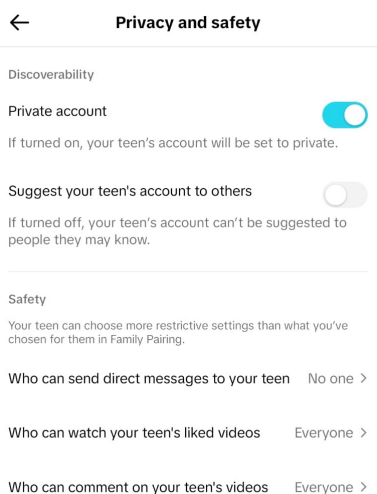 Privacy and safety
Discoverability
Private account
If turned on, your teen's account will be set to private.
Suggest your teen's account to others
If turned off, your teen's account can't be suggested to
people they may know.
Safety
Your teen can choose more restrictive settings than what you've
chosen for them in Family Pairing.
Who can send direct messages to your teen No one >
Who can watch your teen's liked videos Everyone >
Who can comment on your teen's videos Everyone >